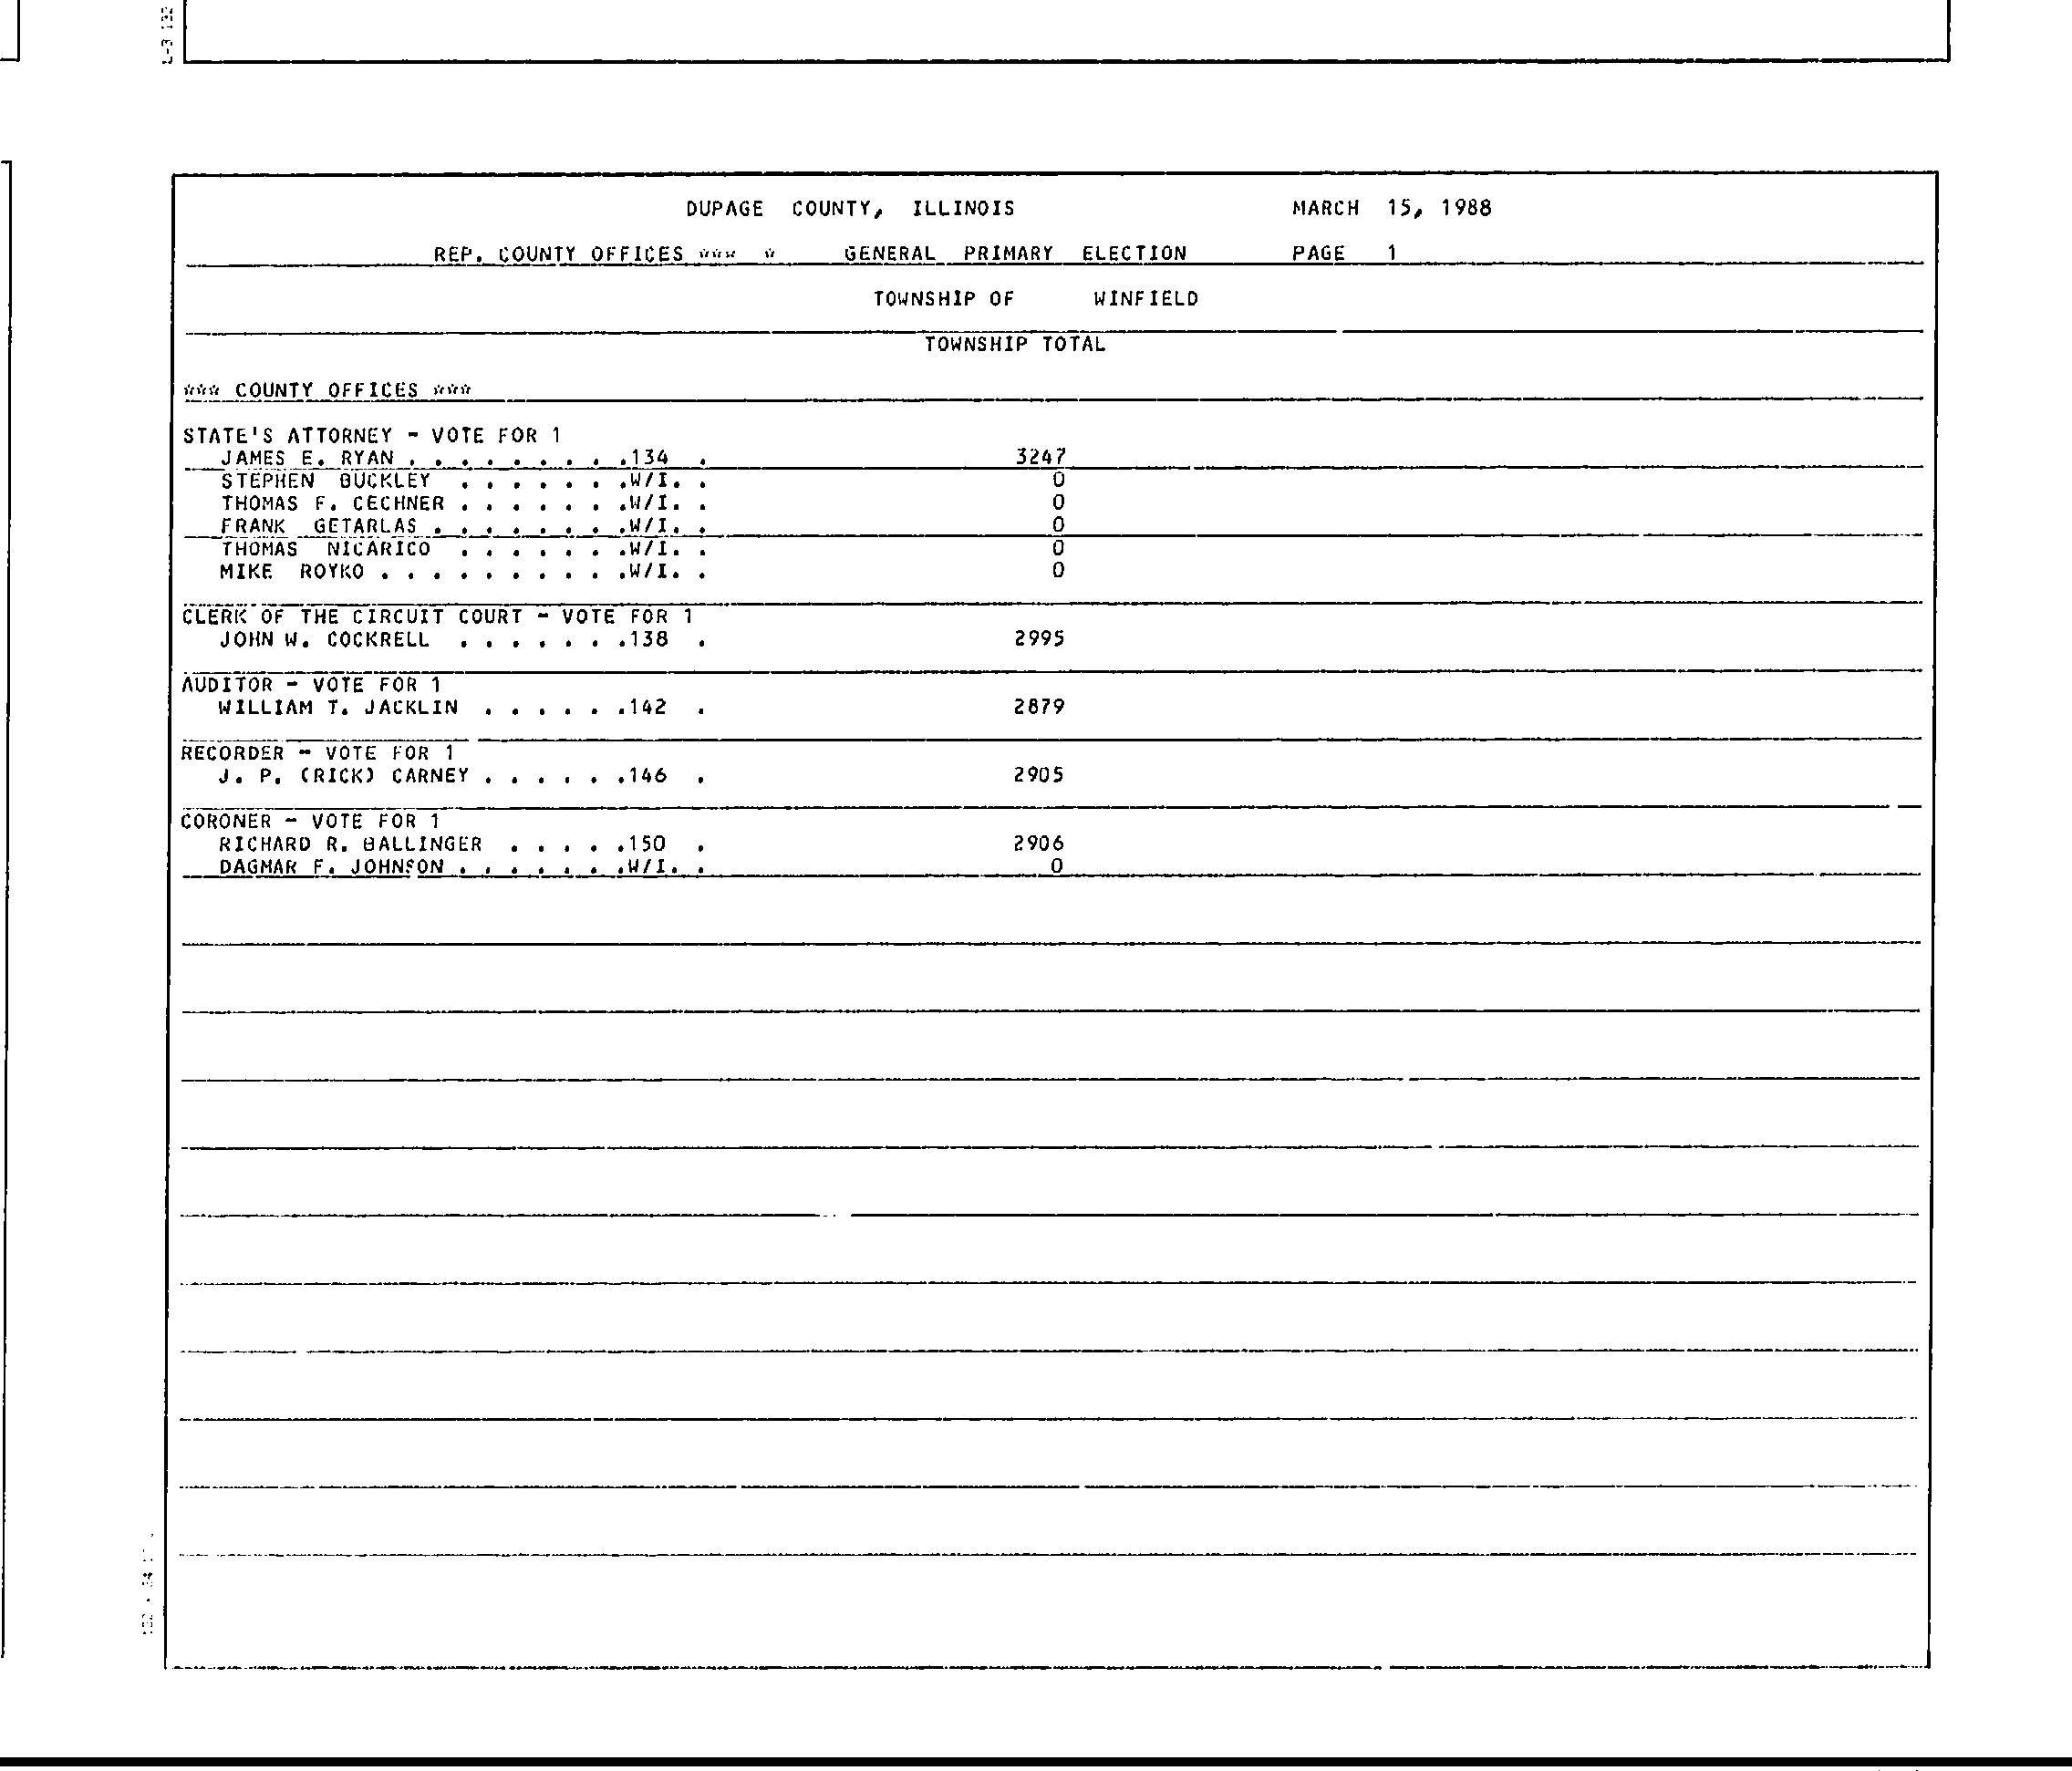 DUPAGE COUNTY, ILLINOIS MARCH 15, 1988
REP. COUNTY OFFICES *** * GENERAL PRIMARY ELECTION PAGE 1
TOWNSHIP OF WINFIELD
TOWNSHIP TOTAL
*** COUNTY OFFICES ***
STATE'S ATTORNEY - VOTE FOR 1
JAMES E. RYAN . . . . . . . . .134 . 3247
STEPHEN BUCKLEY . . . . . . .W/I. . 0
THOMAS F. CECHNER . . . . . . .W/I. . 0
FRANK GETARLAS . . . . . . . .W/I. . 0
THOMAS NICARICO . . . . . . .W/I. . 0
MIKE ROYKO . . . . . . . . . .W/I. . 0
CLERK OF THE CIRCUIT COURT - VOTE FOR 1
JOHN W. COCKRELL . . . . . . .138 . 2995
AUDITOR - VOTE FOR 1
WILLIAM T. JACKLIN . . . . . .142 . 2879
RECORDER - VOTE FOR 1
J. P. (RICK) CARNEY . . . . . .146 . 2905
CORONER - VOTE FOR 1
RICHARD R. BALLINGER . . . . .150 . 2906
DAGMAR F. JOHNSON . . . . . . .W/I. . 0